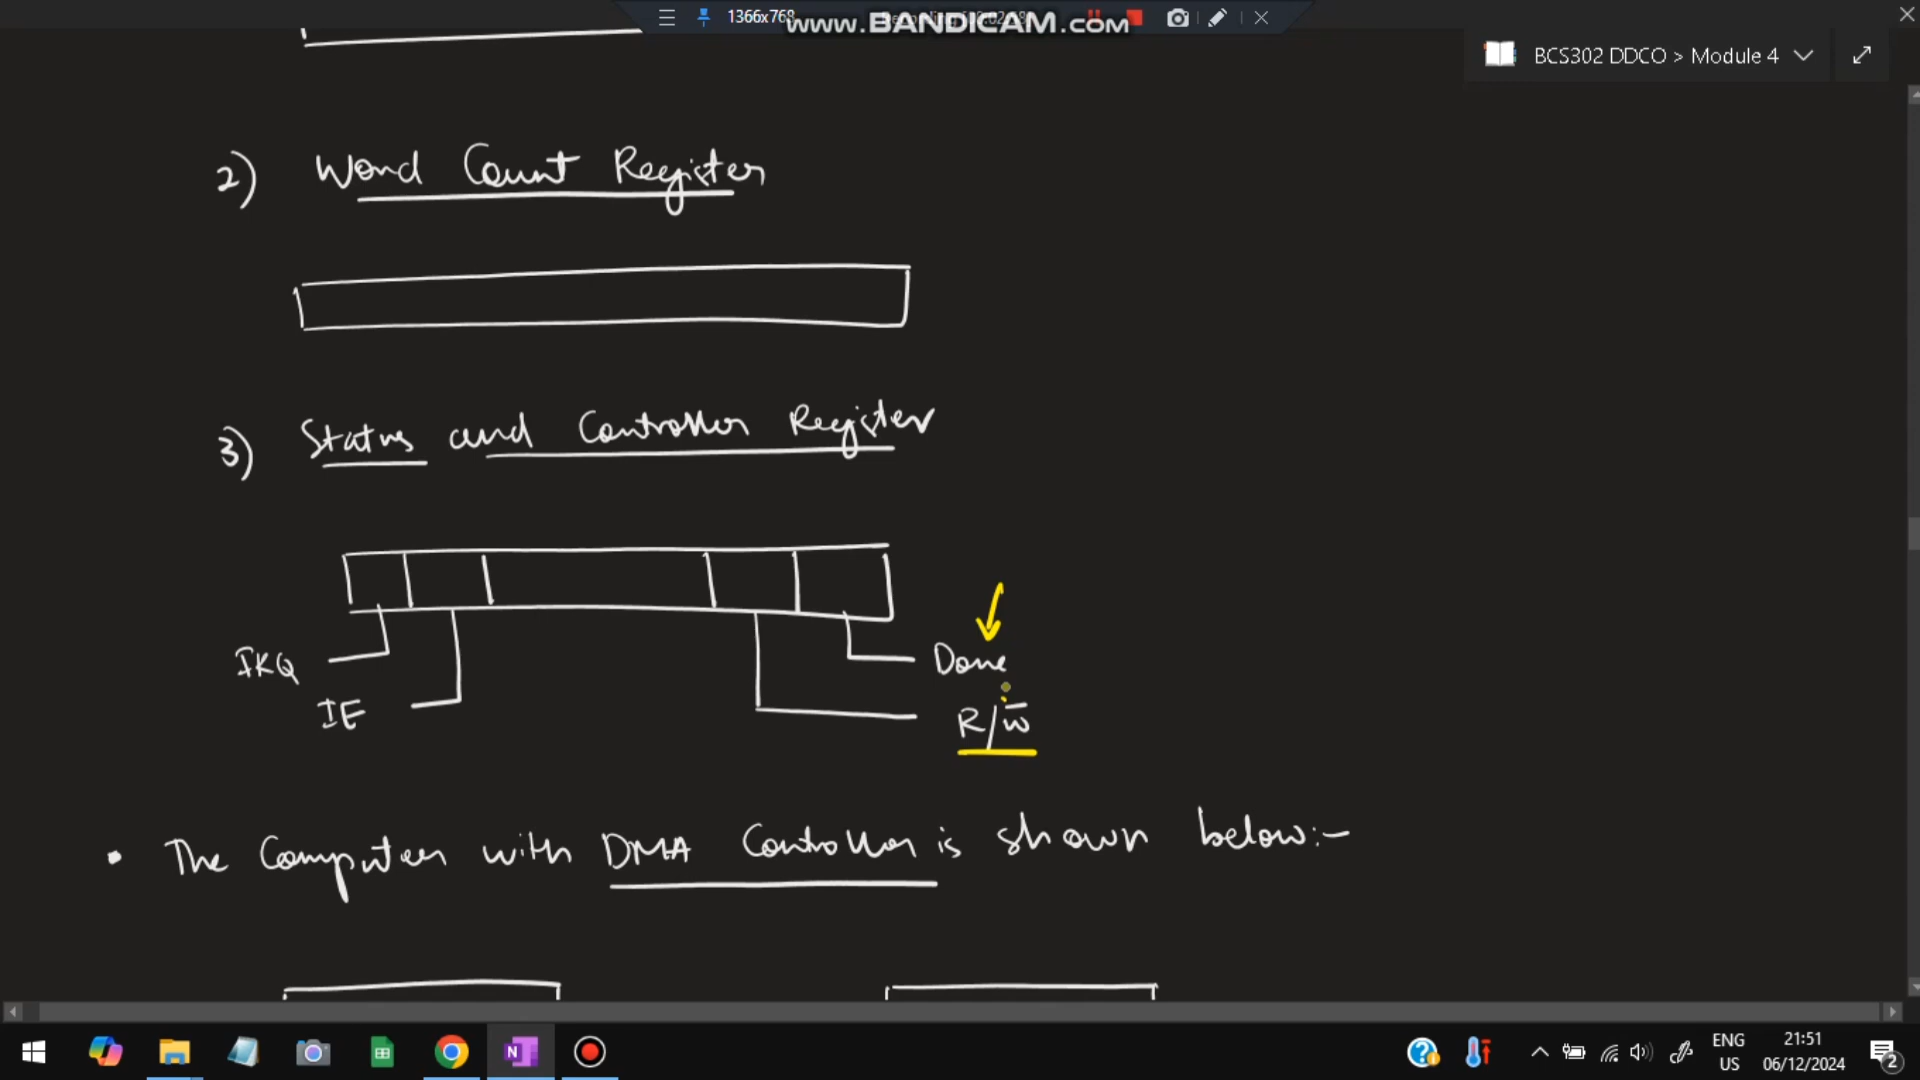 1366x768
www.BANDICAM.com
BCS302 DDCO > Module 4
2) Word Count Register
3) Status and Controller Register
IRQ
IE
Done
R/w̅
• The Computer with DMA Controller is shown below:-
N
ENG
US
21:51
06/12/2024
2